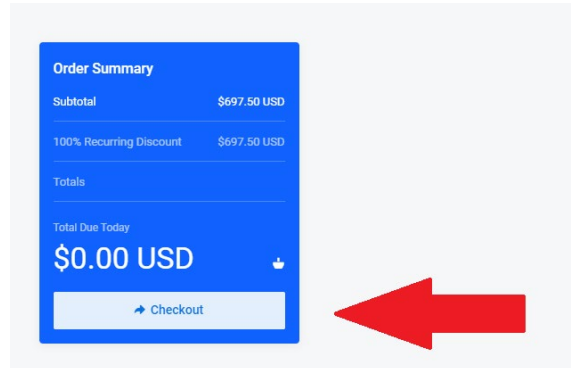 Order Summary
Subtotal $697.50 USD
100% Recurring Discount $697.50 USD
Totals
Total Due Today
$0.00 USD
Checkout